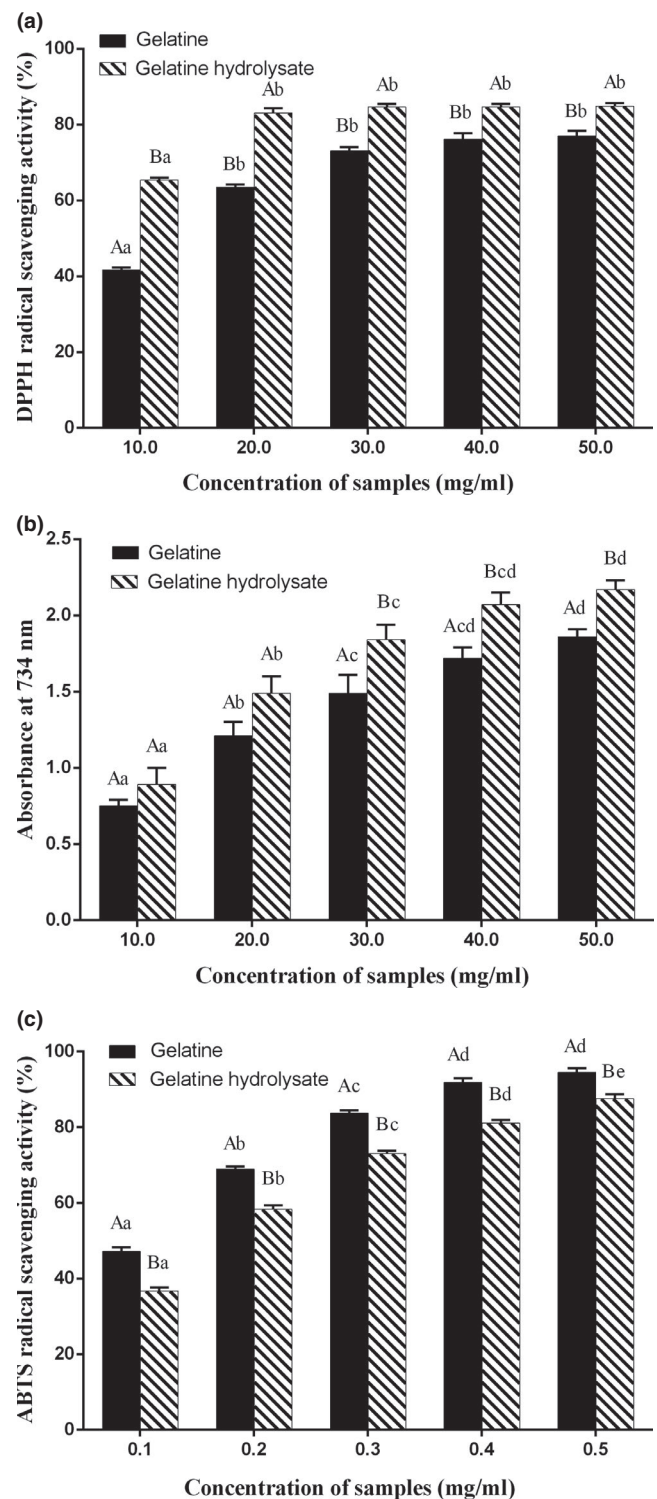 (a)
Gelatine
Gelatine hydrolysate
DPPH radical scavenging activity (%)
100
80
60
40
20
0
Aa
Ba
Bb
Ab
Bb
Ab
Bb
Ab
Bb
Ab
10.0
20.0
30.0
40.0
50.0
Concentration of samples (mg/ml)
(b)
Gelatine
Gelatine hydrolysate
Absorbance at 734 nm
2.5
2.0
1.5
1.0
0.5
0.0
Aa
Aa
Ab
Ab
Ac
Bc
Acd
Bcd
Ad
Bd
10.0
20.0
30.0
40.0
50.0
Concentration of samples (mg/ml)
(c)
Gelatine
Gelatine hydrolysate
ABTS radical scavenging activity (%)
100
80
60
40
20
0
Aa
Ba
Ab
Bb
Ac
Bc
Ad
Bd
Ad
Be
0.1
0.2
0.3
0.4
0.5
Concentration of samples (mg/ml)